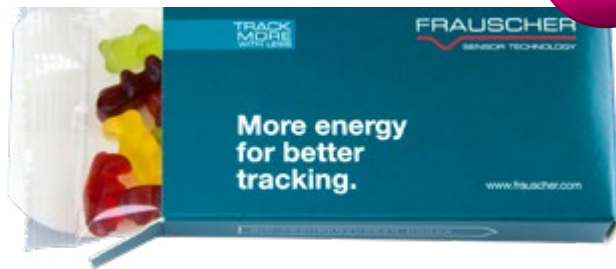 TRACK
MORE
WITH LESS
FRAUSCHER
SENSOR TECHNOLOGY
More energy
for better
tracking.
www.frauscher.com